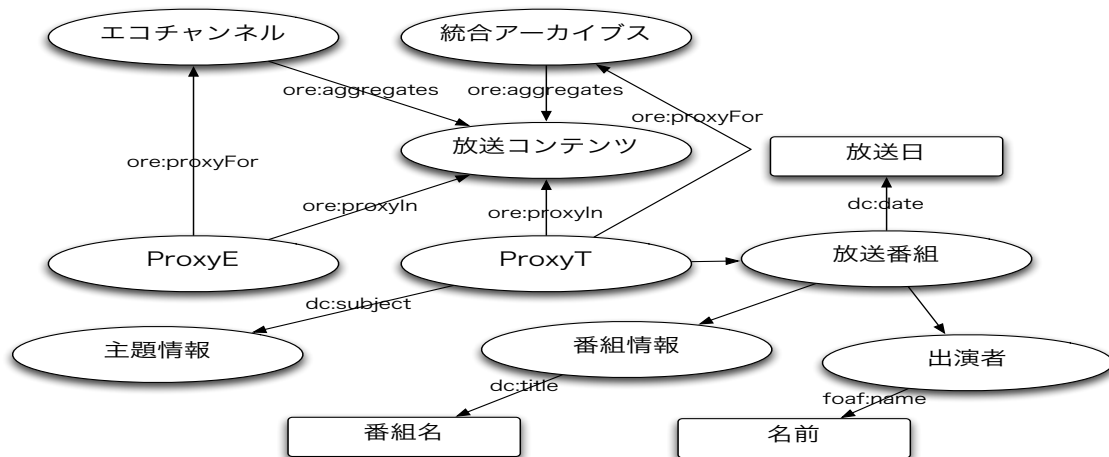 エコチャンネル
統合アーカイブス
ore:aggregates
ore:aggregates
ore:proxyFor
放送コンテンツ
放送日
ore:proxyFor
dc:date
ore:proxyIn
ore:proxyIn
ProxyE
ProxyT
放送番組
dc:subject
主題情報
番組情報
出演者
dc:title
foaf:name
番組名
名前